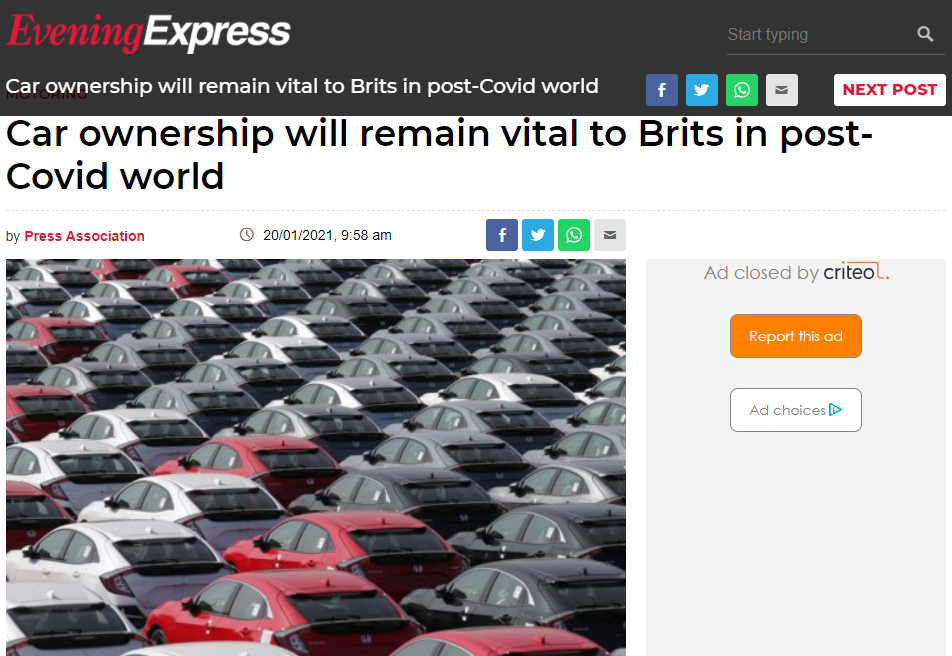 EveningExpress
Start typing
Car ownership will remain vital to Brits in post-Covid world
MOTORING
NEXT POST
Car ownership will remain vital to Brits in post-
Covid world
by Press Association
20/01/2021, 9:58 am
Ad closed by criteo
Report this ad
Ad choices